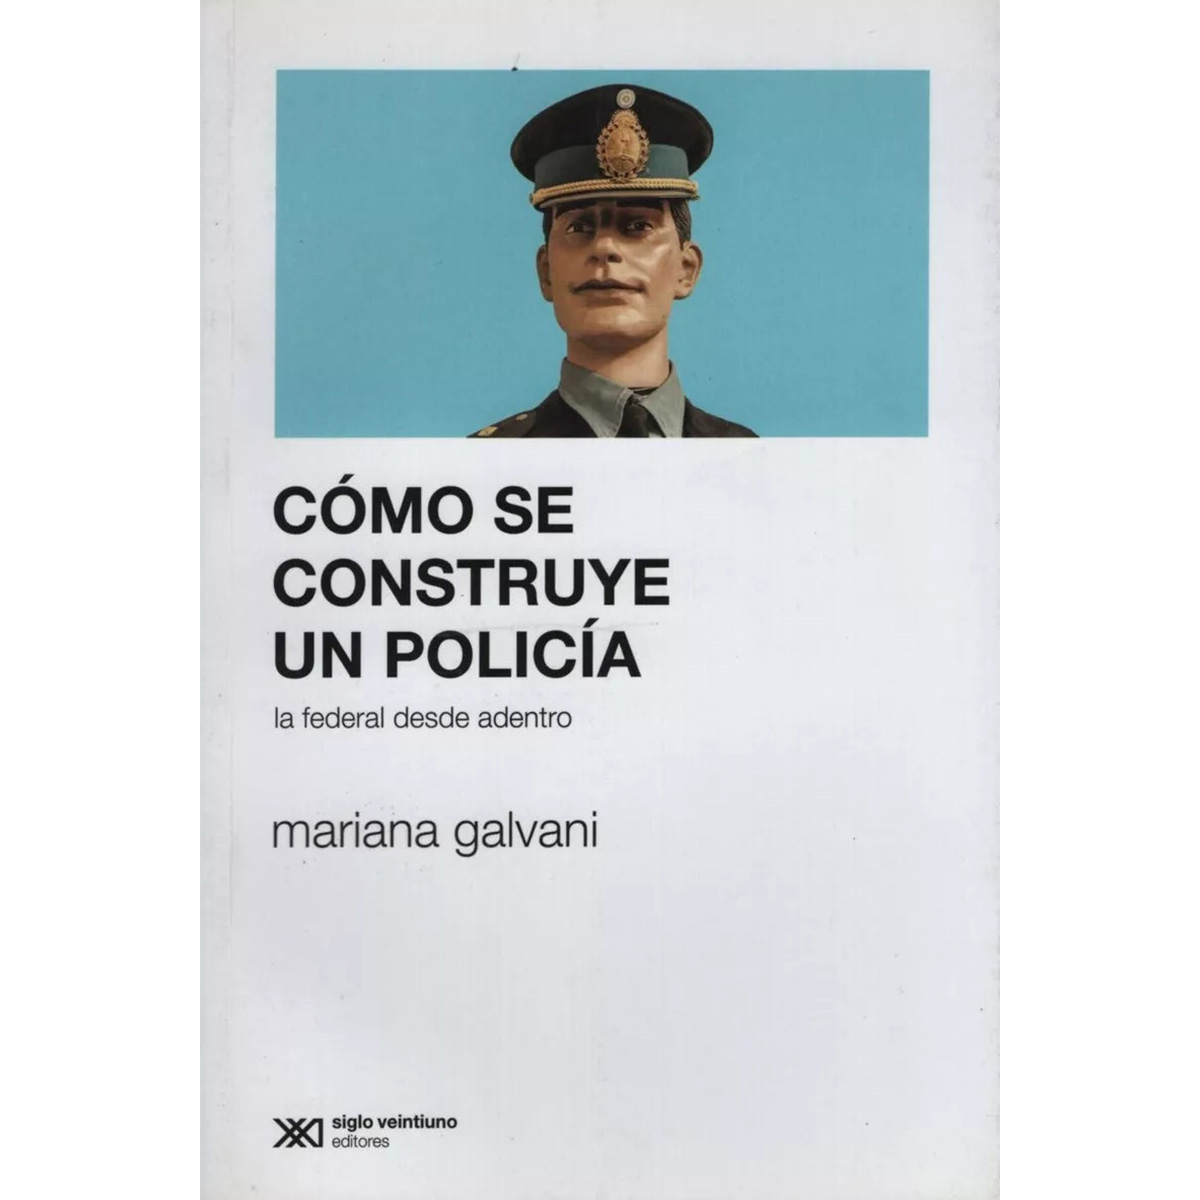 CÓMO SE
CONSTRUYE
UN POLICÍA
la federal desde adentro
mariana galvani
siglo veintiuno
editores